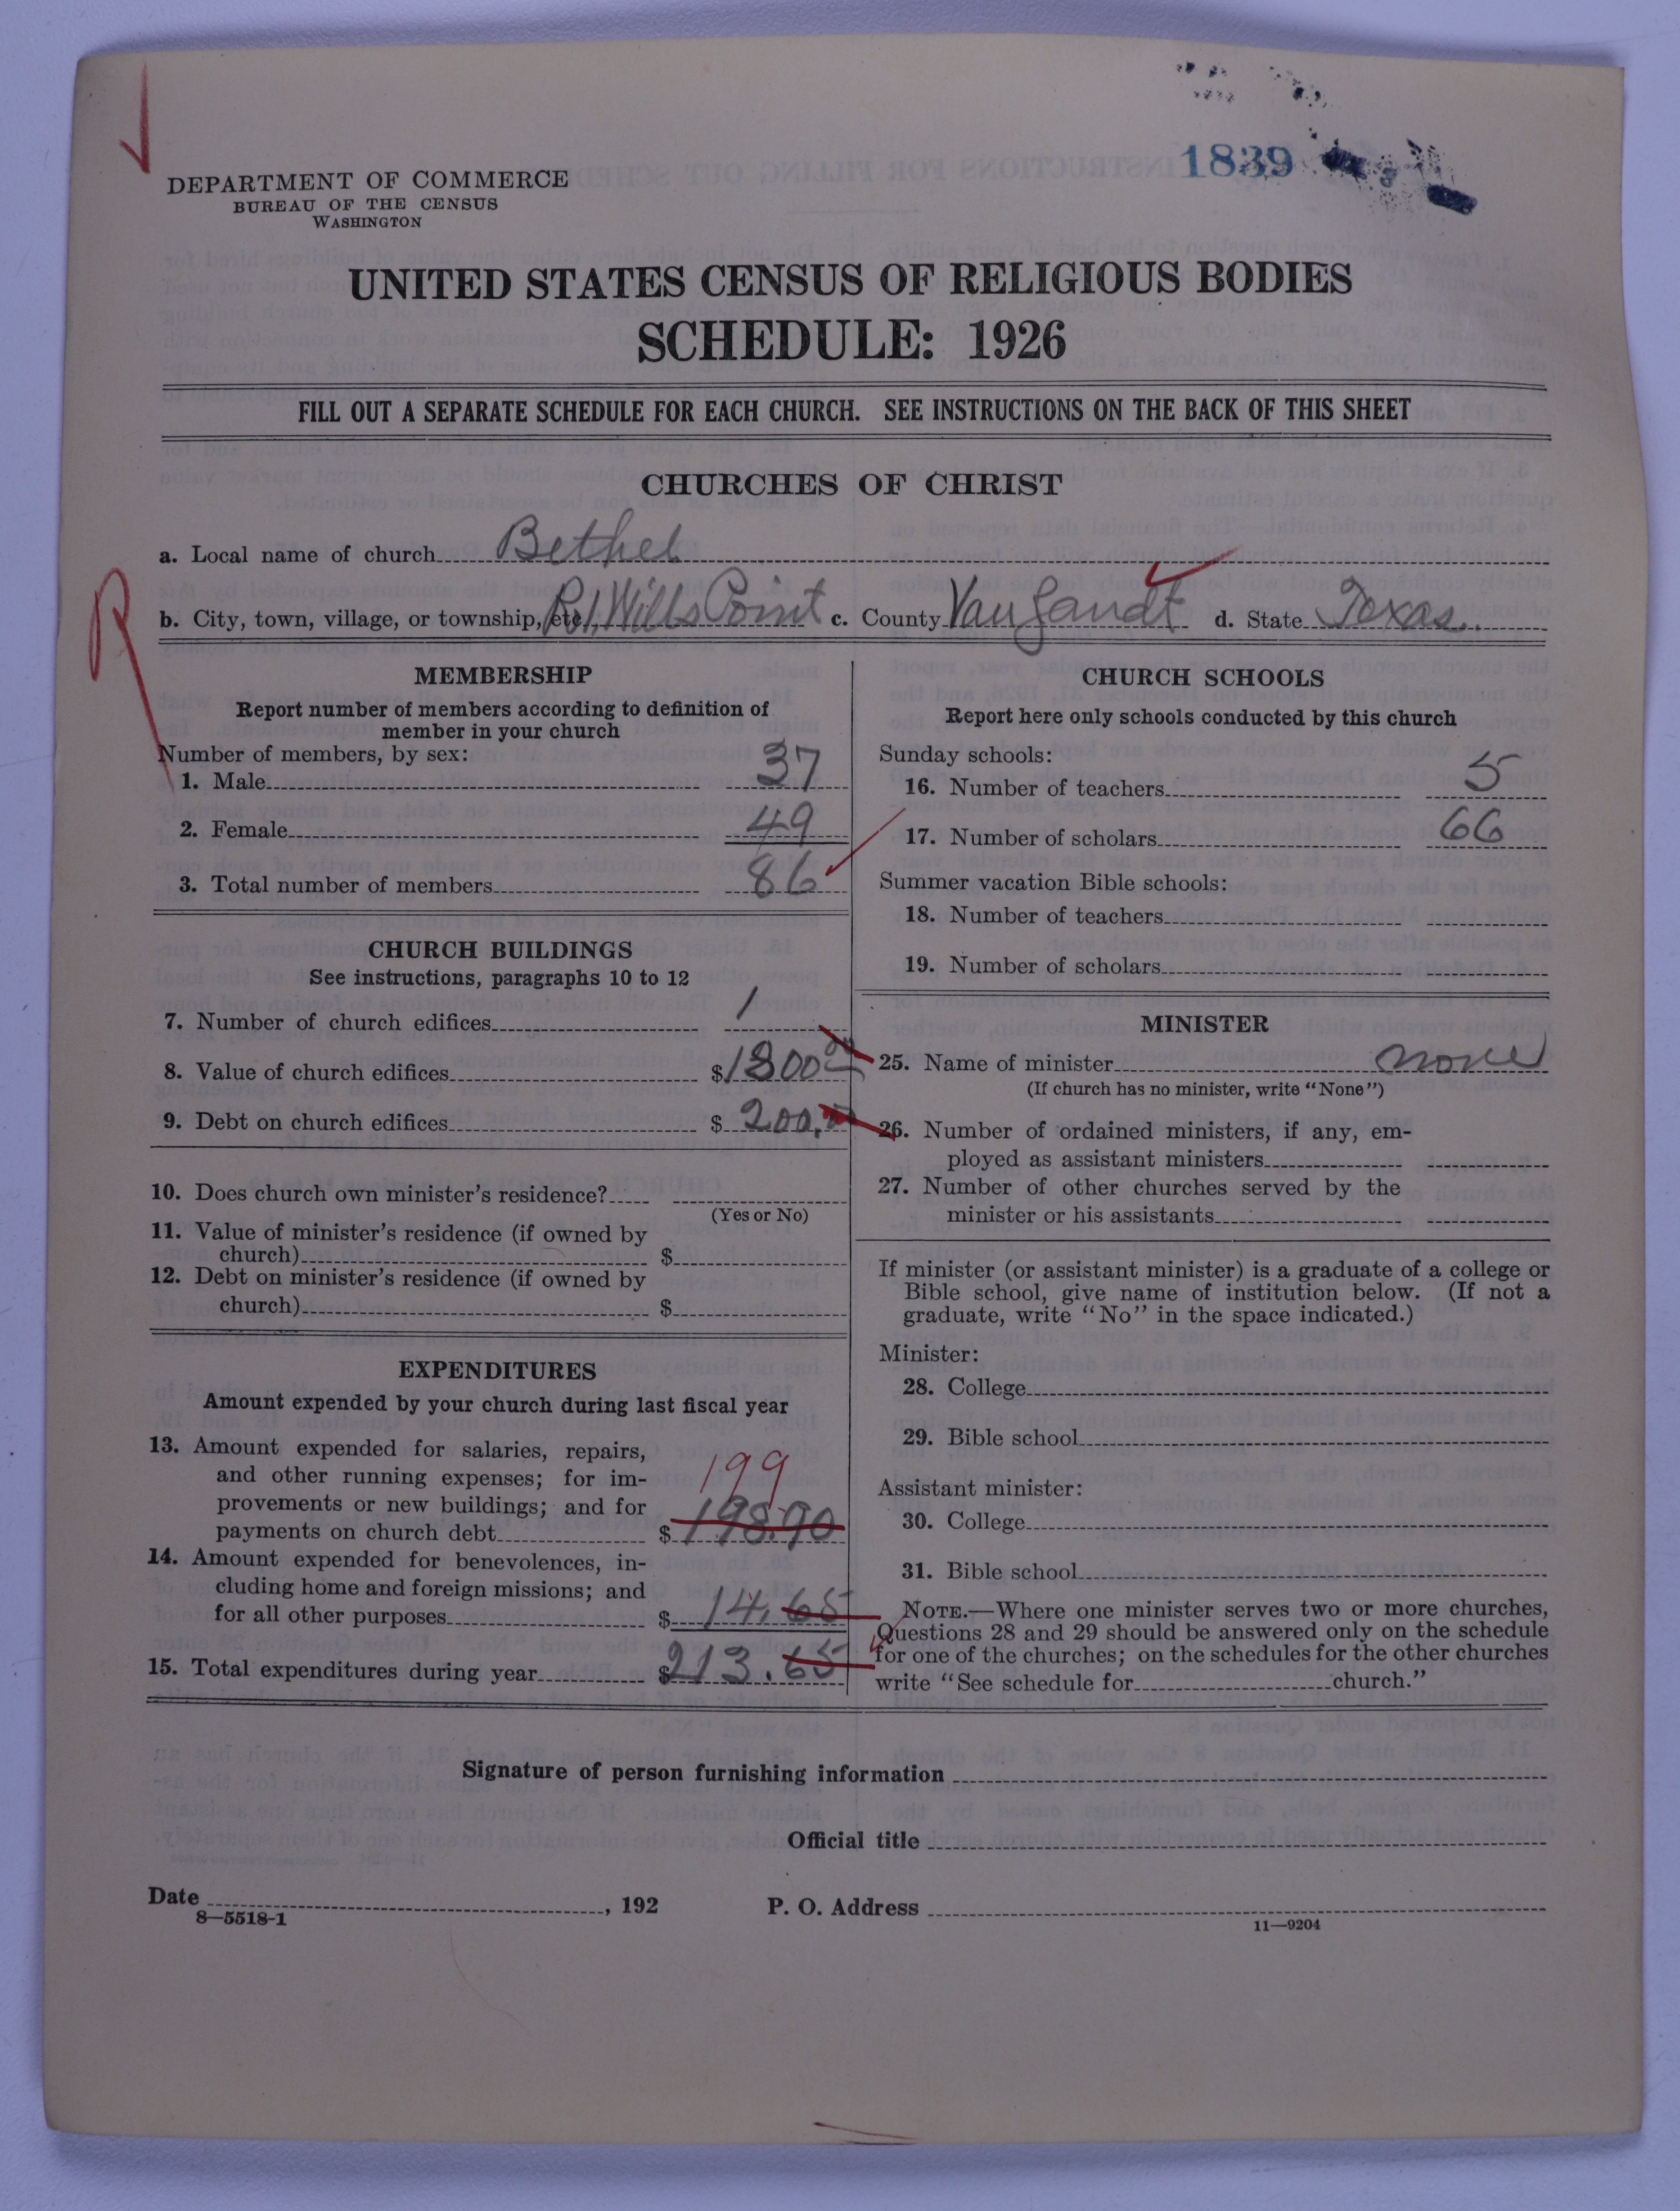 1839
DEPARTMENT OF COMMERCE
BUREAU OF THE CENSUS
WASHINGTON
UNITED STATES CENSUS OF RELIGIOUS BODIES
SCHEDULE: 1926
FILL OUT A SEPARATE SCHEDULE FOR EACH CHURCH. SEE INSTRUCTIONS ON THE BACK OF THIS SHEET
CHURCHES OF CHRIST
a. Local name of church Bethel
b. City, town, village, or township, etc. R.1, Wills Point c. County Van Zandt d. State Texas.
R
MEMBERSHIP
Report number of members according to definition of
member in your church
Number of members, by sex:
1. Male 37
2. Female 49
3. Total number of members 86
CHURCH BUILDINGS
See instructions, paragraphs 10 to 12
7. Number of church edifices 1
8. Value of church edifices $1800.00
9. Debt on church edifices $200.00
10. Does church own minister's residence?
(Yes or No)
11. Value of minister's residence (if owned by
church) $
12. Debt on minister's residence (if owned by
church) $
EXPENDITURES
Amount expended by your church during last fiscal year
13. Amount expended for salaries, repairs,
and other running expenses; for im-
199
provements or new buildings; and for
payments on church debt $ 198.90
14. Amount expended for benevolences, in-
cluding home and foreign missions; and
for all other purposes $ 14.65
15. Total expenditures during year $213.65
CHURCH SCHOOLS
Report here only schools conducted by this church
Sunday schools:
16. Number of teachers 5
17. Number of scholars 66
Summer vacation Bible schools:
18. Number of teachers
19. Number of scholars
MINISTER
25. Name of minister none
(If church has no minister, write "None")
26. Number of ordained ministers, if any, em-
ployed as assistant ministers
27. Number of other churches served by the
minister or his assistants
If minister (or assistant minister) is a graduate of a college or
Bible school, give name of institution below. (If not a
graduate, write "No" in the space indicated.)
Minister:
28. College
29. Bible school
Assistant minister:
30. College
31. Bible school
NOTE.—Where one minister serves two or more churches,
Questions 28 and 29 should be answered only on the schedule
for one of the churches; on the schedules for the other churches
write "See schedule for church."
Signature of person furnishing information
Official title
Date , 192 P. O. Address
8—5518-1
11—9204